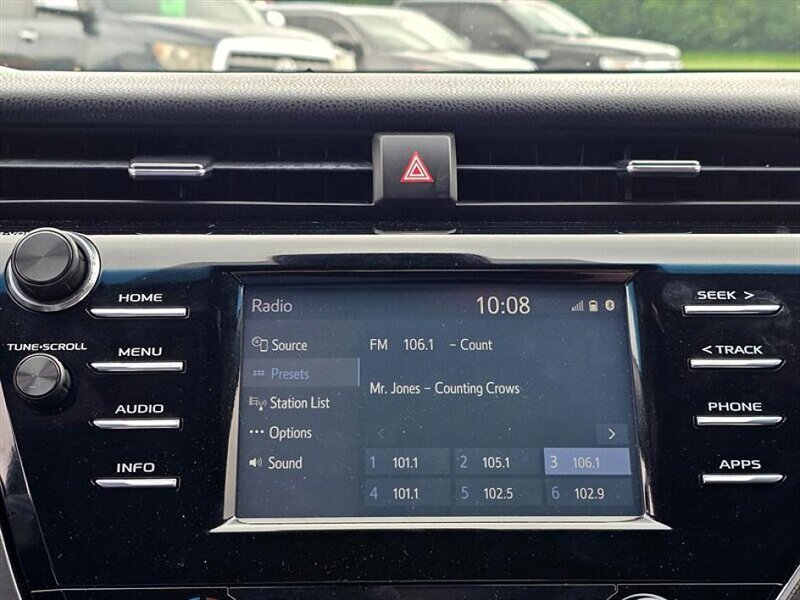 HOME
MENU
TUNE•SCROLL
AUDIO
INFO
Radio 10:08
Source
Presets
Station List
Options
Sound
FM 106.1 - Count
Mr. Jones - Counting Crows
< >
1 101.1 2 105.1 3 106.1
4 101.1 5 102.5 6 102.9
SEEK >
< TRACK
PHONE
APPS